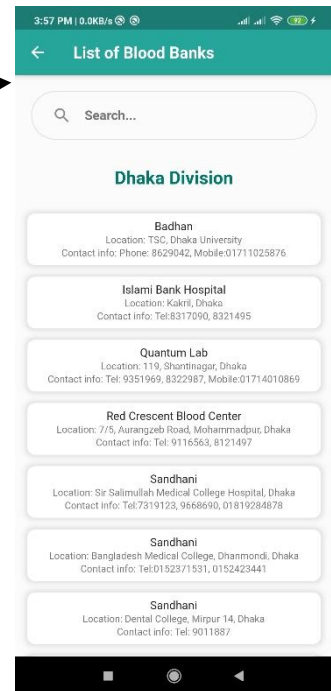 3:57 PM | 0.0KB/s
92
List of Blood Banks
Search...
Dhaka Division
Badhan
Location: TSC, Dhaka University
Contact info: Phone: 8629042, Mobile:01711025876
Islami Bank Hospital
Location: Kakril, Dhaka
Contact info: Tel:8317090, 8321495
Quantum Lab
Location: 119, Shantinagar, Dhaka
Contact info: Tel: 9351969, 8322987, Mobile:01714010869
Red Crescent Blood Center
Location: 7/5, Aurangzeb Road, Mohammadpur, Dhaka
Contact info: Tel: 9116563, 8121497
Sandhani
Location: Sir Salimullah Medical College Hospital, Dhaka
Contact info: Tel:7319123, 9668690, 01819284878
Sandhani
Location: Bangladesh Medical College, Dhanmondi, Dhaka
Contact info: Tel:0152371531, 0152423441
Sandhani
Location: Dental College, Mirpur 14, Dhaka
Contact info: Tel: 9011887